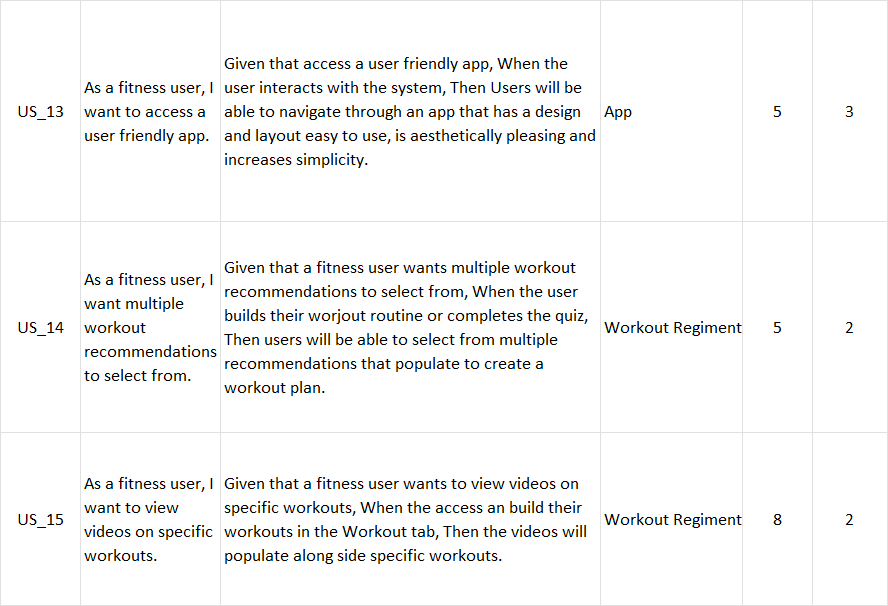 US_13
As a fitness user, I
want to access a
user friendly app.
Given that access a user friendly app, When the
user interacts with the system, Then Users will be
able to navigate through an app that has a design
and layout easy to use, is aesthetically pleasing and
increases simplicity.
App
5
3
US_14
As a fitness user, I
want multiple
workout
recommendations
to select from.
Given that a fitness user wants multiple workout
recommendations to select from, When the user
builds their worjout routine or completes the quiz,
Then users will be able to select from multiple
recommendations that populate to create a
workout plan.
Workout Regiment
5
2
US_15
As a fitness user, I
want to view
videos on specific
workouts.
Given that a fitness user wants to view videos on
specific workouts, When the access an build their
workouts in the Workout tab, Then the videos will
populate along side specific workouts.
Workout Regiment
8
2